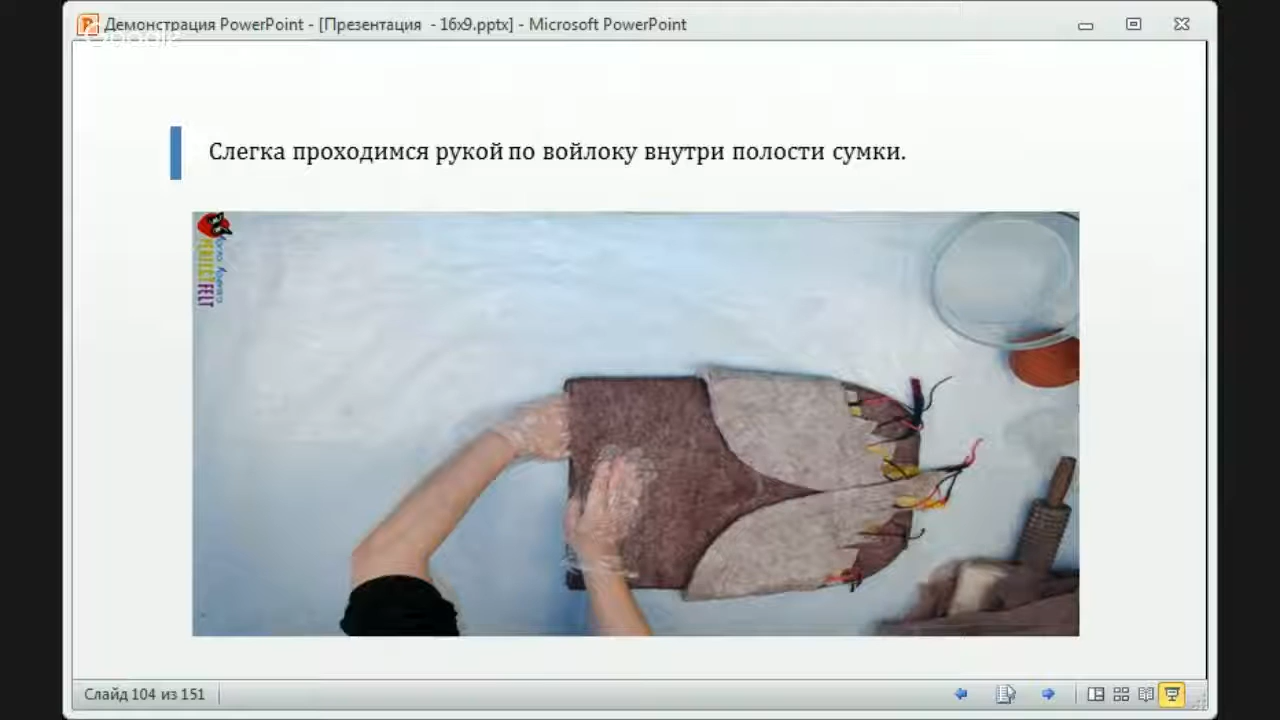 Демонстрация PowerPoint - [Презентация - 16x9.pptx] - Microsoft PowerPoint
Слегка проходимся рукой по войлоку внутри полости сумки.
PERFECTFELT
Слайд 104 из 151